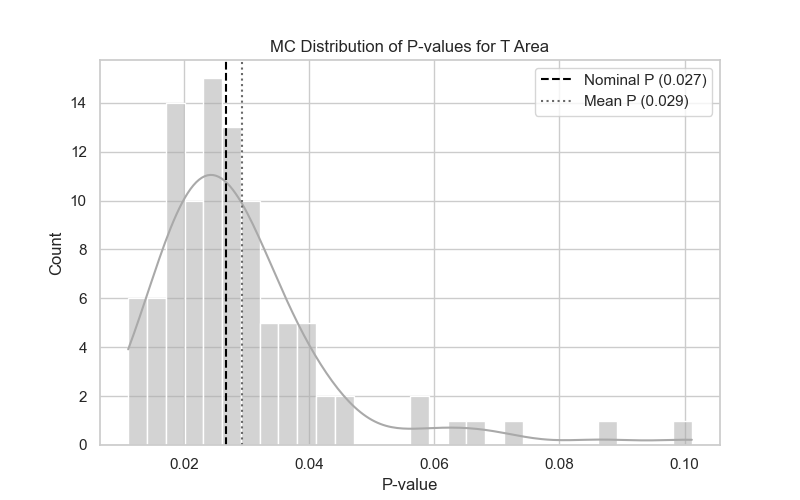 MC Distribution of P-values for T Area
Nominal P (0.027)
Mean P (0.029)
14
12
10
8
6
4
2
0
Count
0.02 0.04 0.06 0.08 0.10
P-value